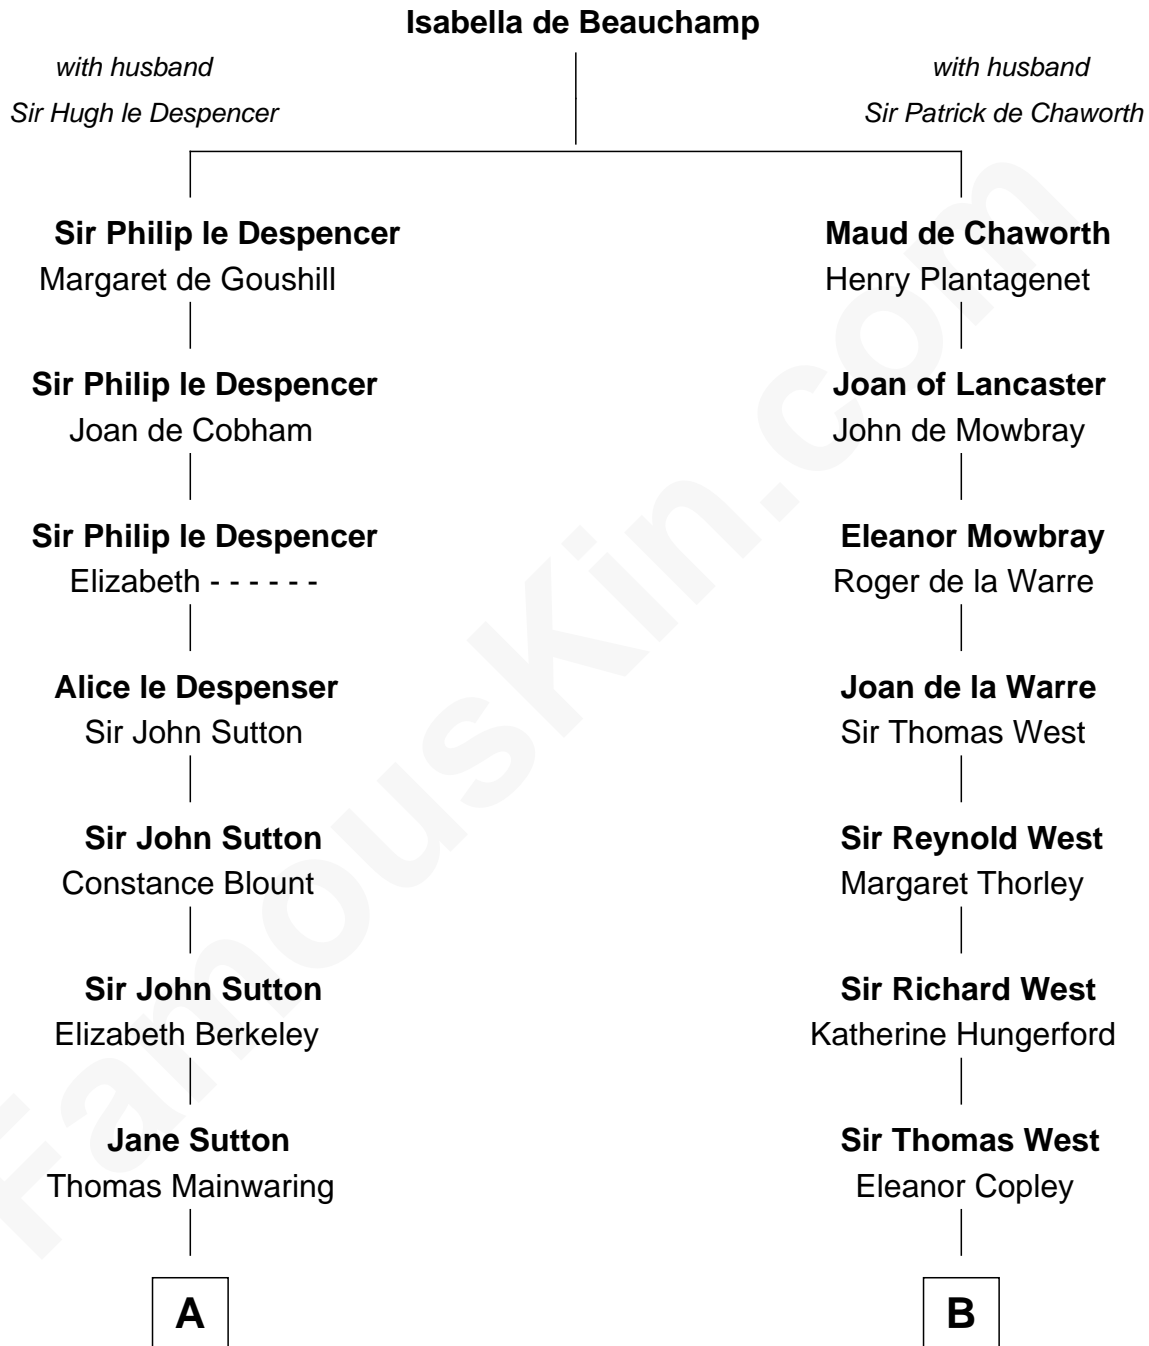 Isabella de Beauchamp
with husband
Sir Hugh le Despencer
with husband
Sir Patrick de Chaworth
Sir Philip le Despencer
Margaret de Goushill
Maud de Chaworth
Henry Plantagenet
Sir Philip le Despencer
Joan de Cobham
Joan of Lancaster
John de Mowbray
Sir Philip le Despencer
Elizabeth - - - - - -
Eleanor Mowbray
Roger de la Warre
Alice le Despenser
Sir John Sutton
Joan de la Warre
Sir Thomas West
Sir John Sutton
Constance Blount
Sir Reynold West
Margaret Thorley
Sir John Sutton
Elizabeth Berkeley
Sir Richard West
Katherine Hungerford
Jane Sutton
Thomas Mainwaring
Sir Thomas West
Eleanor Copley
A
B
FamousKin.com